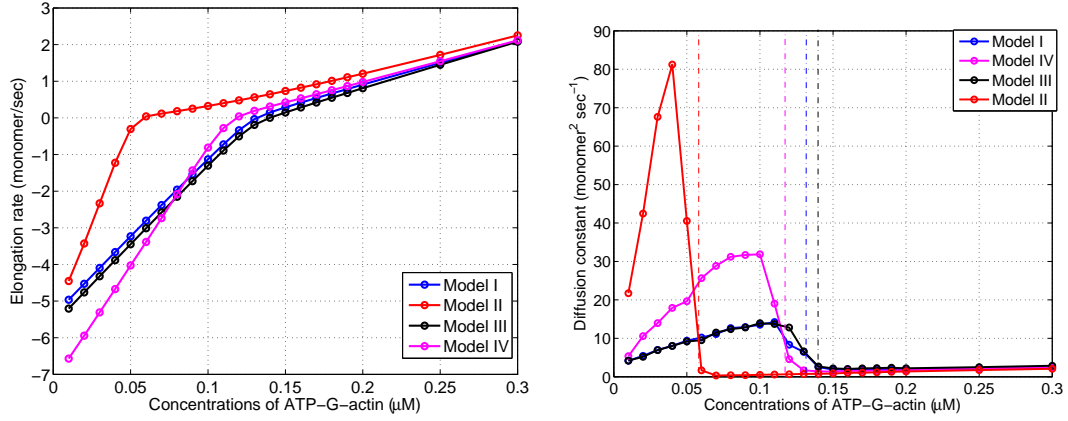 3
2
1
0
−1
−2
−3
−4
−5
−6
−7
Elongation rate (monomer/sec)
0 0.05 0.1 0.15 0.2 0.25 0.3
Concentrations of ATP−G−actin (μM)
Model I
Model II
Model III
Model IV
90
80
70
60
50
40
30
20
10
0
Diffusion constant (monomer² sec⁻¹)
0 0.05 0.1 0.15 0.2 0.25 0.3
Concentrations of ATP−G−actin (μM)
Model I
Model IV
Model III
Model II